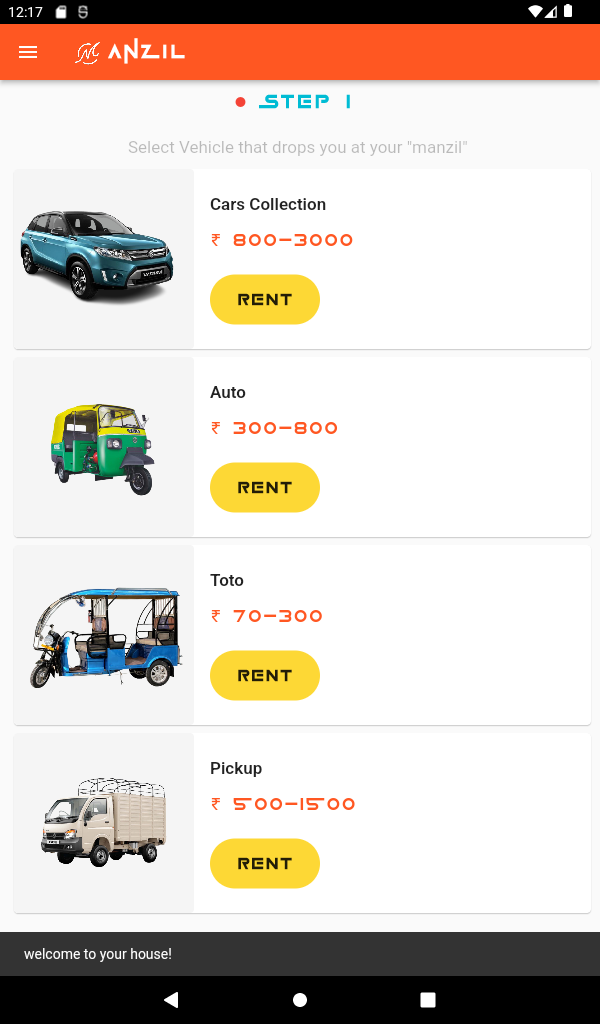 12:17
ANZIL
STEP 1
Select Vehicle that drops you at your "manzil"
Cars Collection
₹ 800-3000
RENT
Auto
₹ 300-800
RENT
Toto
₹ 70-300
RENT
Pickup
₹ 500-1500
RENT
welcome to your house!